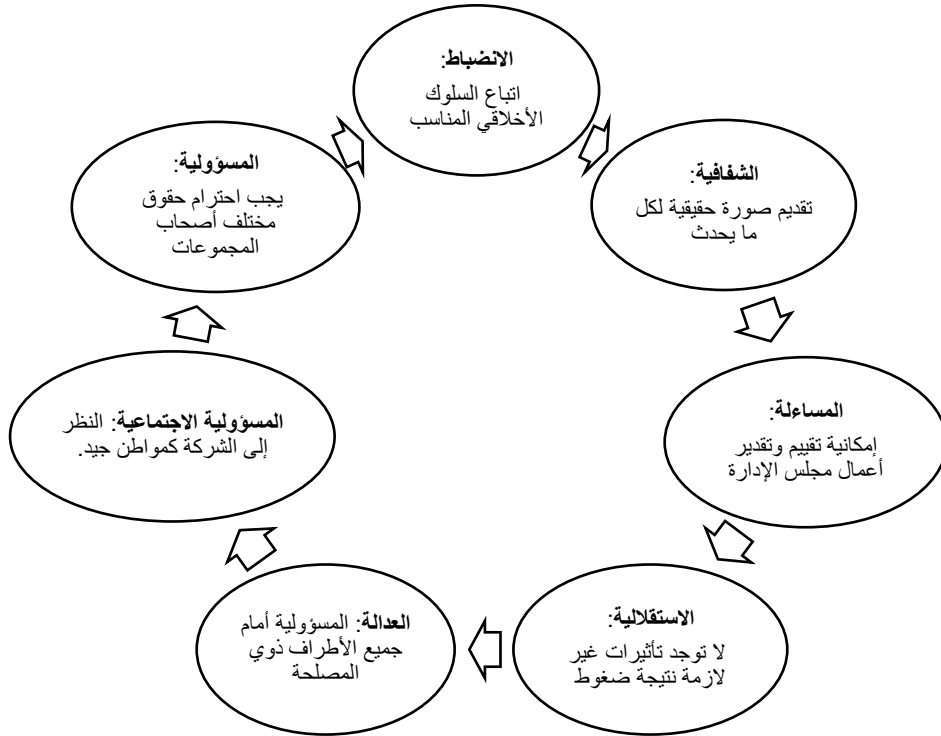 الانضباط:
اتباع السلوك
الأخلاقي المناسب
الشفافية:
تقديم صورة حقيقية لكل
ما يحدث
المساءلة:
إمكانية تقييم وتقدير
أعمال مجلس الإدارة
الاستقلالية:
لا توجد تأثيرات غير
لازمة نتيجة ضغوط
العدالة: المسؤولية أمام
جميع الأطراف ذوي
المصلحة
المسؤولية الاجتماعية: النظر
إلى الشركة كمواطن جيد.
المسؤولية:
يجب احترام حقوق
مختلف أصحاب
المجموعات